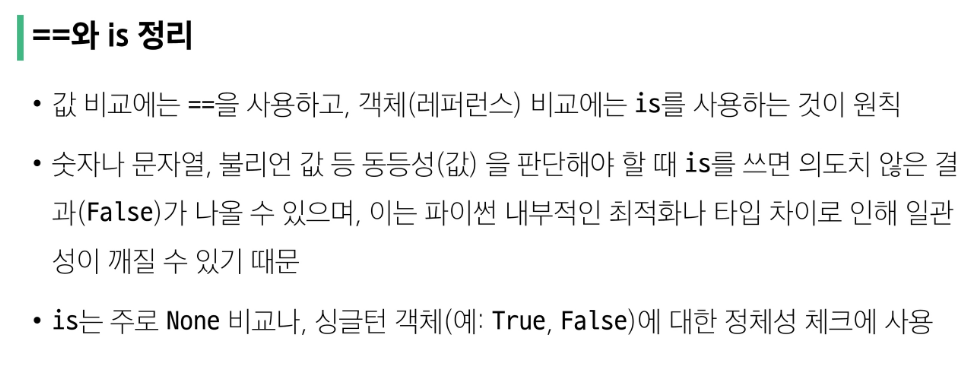 ==와 is 정리
• 값 비교에는 ==을 사용하고, 객체(레퍼런스) 비교에는 is를 사용하는 것이 원칙
• 숫자나 문자열, 불리언 값 등 동등성(값) 을 판단해야 할 때 is를 쓰면 의도치 않은 결
과(False)가 나올 수 있으며, 이는 파이썬 내부적인 최적화나 타입 차이로 인해 일관
성이 깨질 수 있기 때문
• is는 주로 None 비교나, 싱글턴 객체(예: True, False)에 대한 정체성 체크에 사용